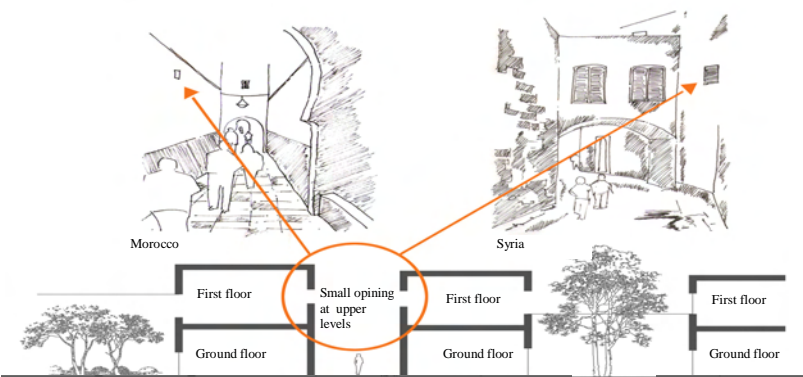 Morocco
Syria
First floor
Small opining
at upper
levels
First floor
First floor
Ground floor
Ground floor
Ground floor